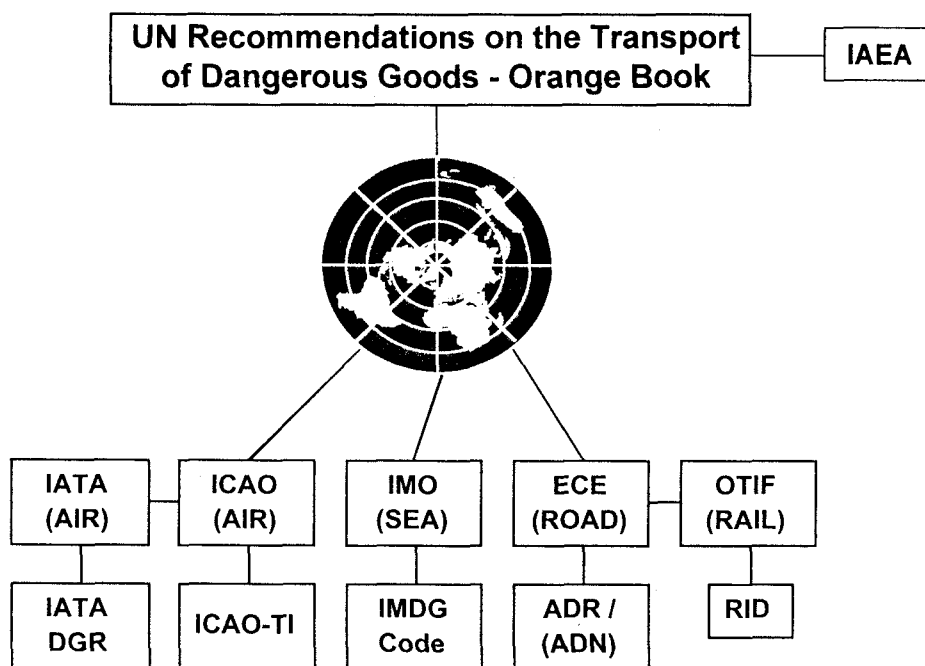 UN Recommendations on the Transport
of Dangerous Goods - Orange Book
IAEA
IATA
(AIR)
ICAO
(AIR)
IMO
(SEA)
ECE
(ROAD)
OTIF
(RAIL)
IATA
DGR
ICAO-TI
IMDG
Code
ADR /
(ADN)
RID